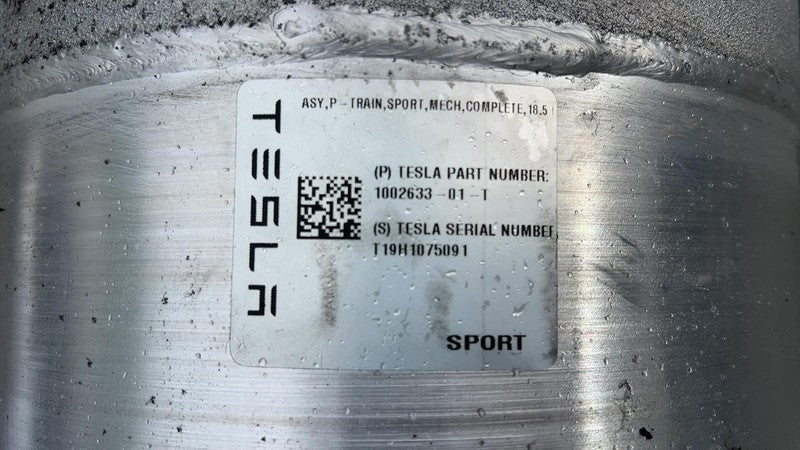 TESLA
ASY,P-TRAIN,SPORT,MECH,COMPLETE,18.5
(P) TESLA PART NUMBER:
1002633-01-T
(S) TESLA SERIAL NUMBER
T19H1075091
SPORT